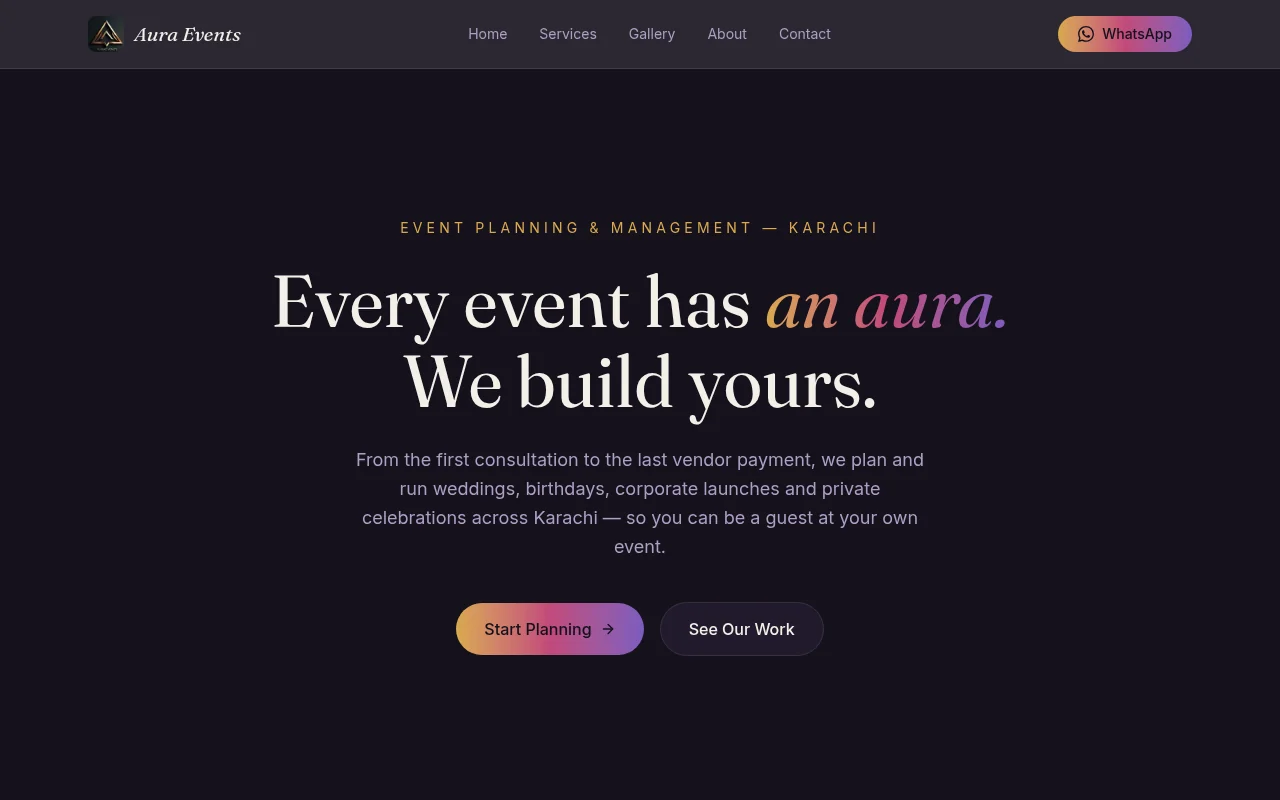 Aura Events
Home
Services
Gallery
About
Contact
WhatsApp
EVENT PLANNING & MANAGEMENT — KARACHI
Every event has an aura.
We build yours.
From the first consultation to the last vendor payment, we plan and
run weddings, birthdays, corporate launches and private
celebrations across Karachi — so you can be a guest at your own
event.
Start Planning →
See Our Work